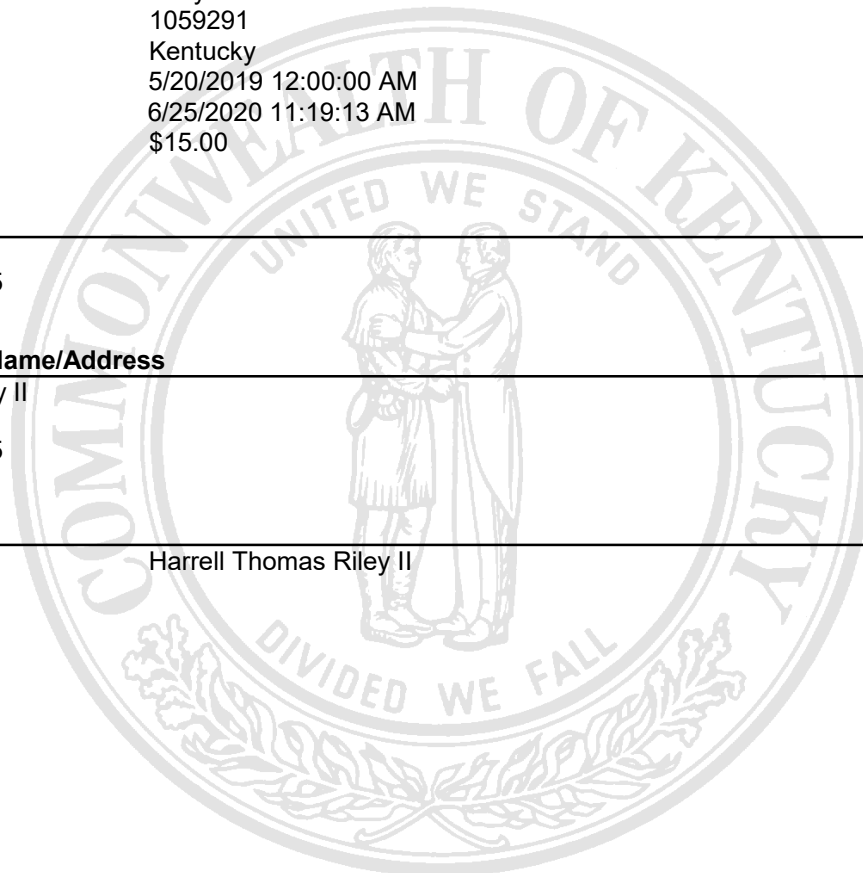 1059291
Kentucky
5/20/2019 12:00:00 AM
6/25/2020 11:19:13 AM
$15.00
COMMONWEALTH OF KENTUCKY
UNITED WE STAND
Name/Address
II
Harrell Thomas Riley II
DIVIDED WE FALL